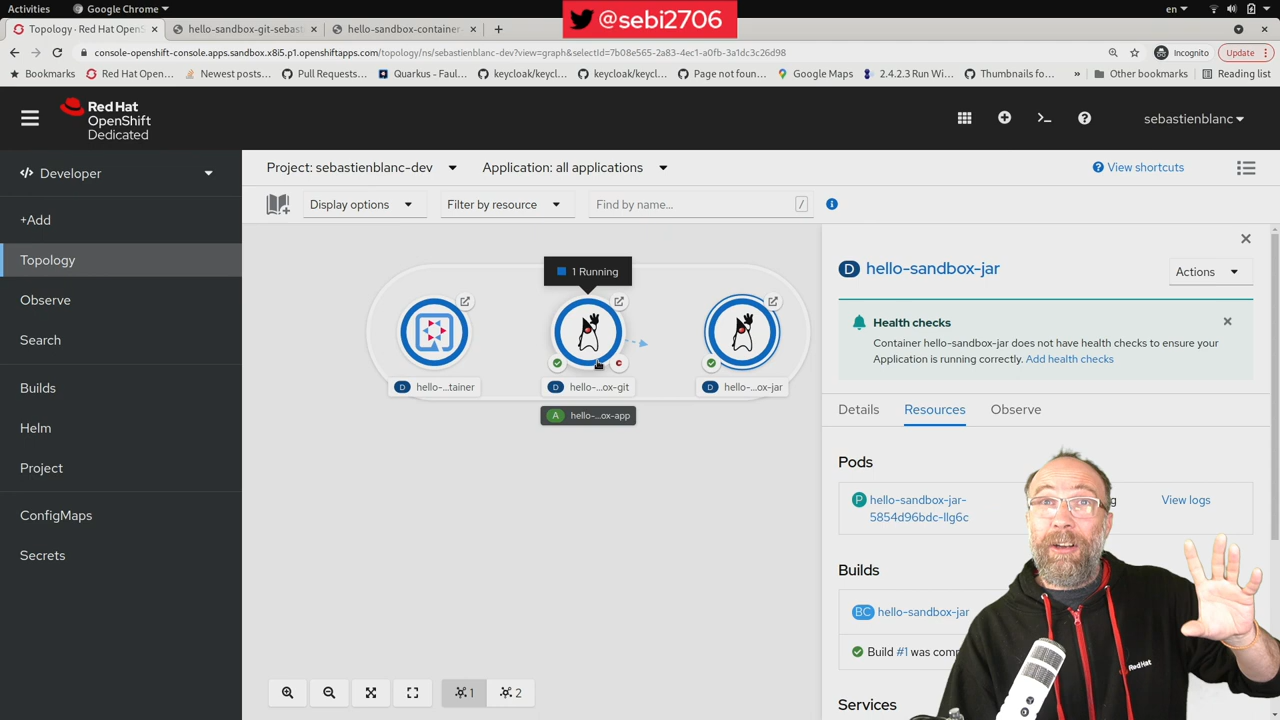 Activities
Google Chrome
en
@sebi2706
Topology · Red Hat OpenS
hello-sandbox-git-sebast
hello-sandbox-container-
console-openshift-console.apps.sandbox.x8i5.p1.openshiftapps.com/topology/ns/sebastienblanc-dev?view=graph&selectId=7b08e565-2a83-4ec1-a0fb-3a1dc3c26d98
Incognito
Update
Bookmarks
Red Hat Open…
Newest posts…
Pull Requests…
Quarkus - Faul…
keycloak/keycl…
keycloak/keycl…
Page not foun…
Google Maps
2.4.2.3 Run Wi…
Thumbnails fo…
»
Other bookmarks
Reading list
Red Hat
OpenShift
Dedicated
sebastienblanc
Developer
+Add
Topology
Observe
Search
Builds
Helm
Project
ConfigMaps
Secrets
Project: sebastienblanc-dev
Application: all applications
View shortcuts
Display options
Filter by resource
Find by name...
/
1 Running
D hello-...tainer
D hello-...ox-git
D hello-...ox-jar
A hello-...ox-app
1
2
D hello-sandbox-jar
Actions
Health checks
Container hello-sandbox-jar does not have health checks to ensure your
Application is running correctly. Add health checks
Details
Resources
Observe
Pods
P hello-sandbox-jar-
5854d96bdc-llg6c
g
View logs
Builds
BC hello-sandbox-jar
Build #1 was comp
Services
Red Hat